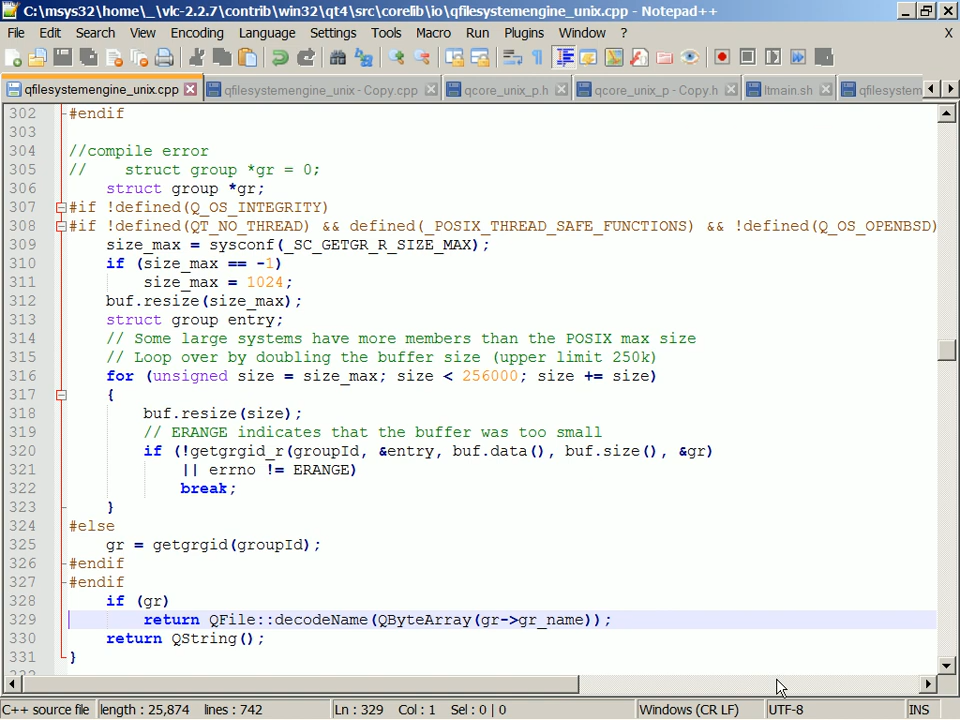 C:\msys32\home\_\vlc-2.2.7\contrib\win32\qt4\src\corelib\io\qfilesystemengine_unix.cpp - Notepad++
File Edit Search View Encoding Language Settings Tools Macro Run Plugins Window ? X
qfilesystemengine_unix.cpp qfilesystemengine_unix - Copy.cpp qcore_unix_p.h qcore_unix_p - Copy.h ltmain.sh qfilesystem
302 #endif
303
304 //compile error
305 //    struct group *gr = 0;
306 struct group *gr;
307 #if !defined(Q_OS_INTEGRITY)
308 #if !defined(QT_NO_THREAD) && defined(_POSIX_THREAD_SAFE_FUNCTIONS) && !defined(Q_OS_OPENBSD)
309 size_max = sysconf(_SC_GETGR_R_SIZE_MAX);
310 if (size_max == -1)
311 size_max = 1024;
312 buf.resize(size_max);
313 struct group entry;
314 // Some large systems have more members than the POSIX max size
315 // Loop over by doubling the buffer size (upper limit 250k)
316 for (unsigned size = size_max; size < 256000; size += size)
317 {
318 buf.resize(size);
319 // ERANGE indicates that the buffer was too small
320 if (!getgrgid_r(groupId, &entry, buf.data(), buf.size(), &gr)
321 || errno != ERANGE)
322 break;
323 }
324 #else
325 gr = getgrgid(groupId);
326 #endif
327 #endif
328 if (gr)
329 return QFile::decodeName(QByteArray(gr->gr_name));
330 return QString();
331 }
C++ source file length : 25,874 lines : 742 Ln : 329 Col : 1 Sel : 0 | 0 Windows (CR LF) UTF-8 INS